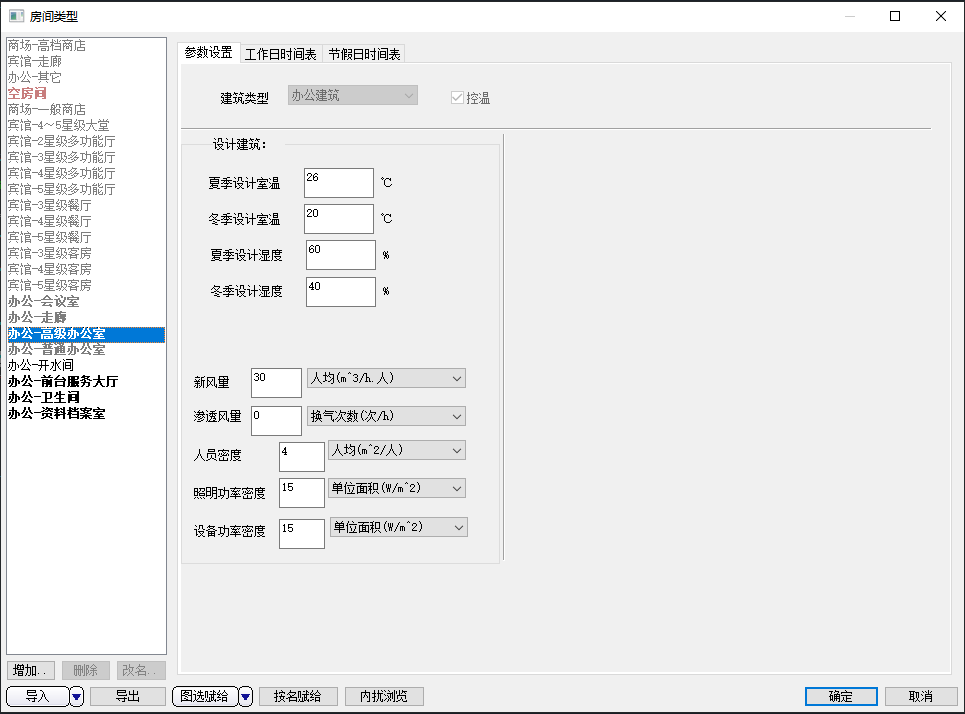 房间类型
商场-高档商店
宾馆-走廊
办公-其它
空房间
商场-一般商店
宾馆-4~5星级大堂
宾馆-2星级多功能厅
宾馆-3星级多功能厅
宾馆-4星级多功能厅
宾馆-5星级多功能厅
宾馆-3星级餐厅
宾馆-4星级餐厅
宾馆-5星级餐厅
宾馆-3星级客房
宾馆-4星级客房
宾馆-5星级客房
办公-会议室
办公-走廊
办公-高级办公室
办公-普通办公室
办公-开水间
办公-前台服务大厅
办公-卫生间
办公-资料档案室
增加.. 删除 改名..
参数设置 工作日时间表 节假日时间表
建筑类型 办公建筑 控温
设计建筑:
夏季设计室温 26 ℃
冬季设计室温 20 ℃
夏季设计湿度 60 %
冬季设计湿度 40 %
新风量 30 人均(m^3/h.人)
渗透风量 0 换气次数(次/h)
人员密度 4 人均(m^2/人)
照明功率密度 15 单位面积(W/m^2)
设备功率密度 15 单位面积(W/m^2)
导入 导出 图选赋给 按名赋给 内扰浏览 确定 取消